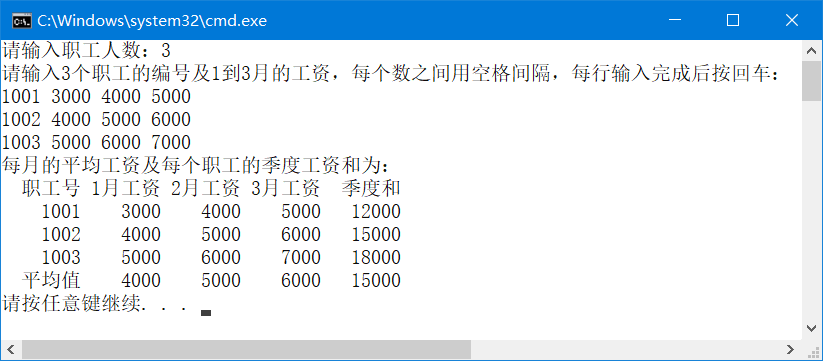 C:\Windows\system32\cmd.exe
请输入职工人数：3
请输入3个职工的编号及1到3月的工资，每个数之间用空格间隔，每行输入完成后按回车：
1001 3000 4000 5000
1002 4000 5000 6000
1003 5000 6000 7000
每月的平均工资及每个职工的季度工资和为：
职工号 1月工资 2月工资 3月工资 季度和
1001 3000 4000 5000 12000
1002 4000 5000 6000 15000
1003 5000 6000 7000 18000
平均值 4000 5000 6000 15000
请按任意键继续. . .